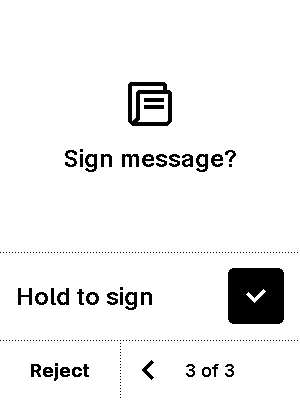 Sign message?
Hold to sign
Reject
3 of 3